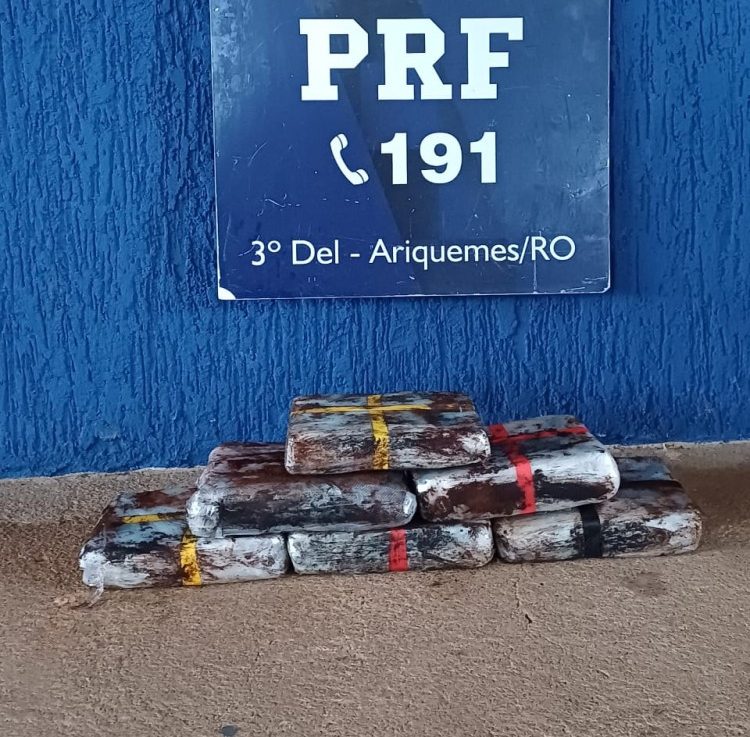 PRF
191
3º Del - Ariquemes/RO